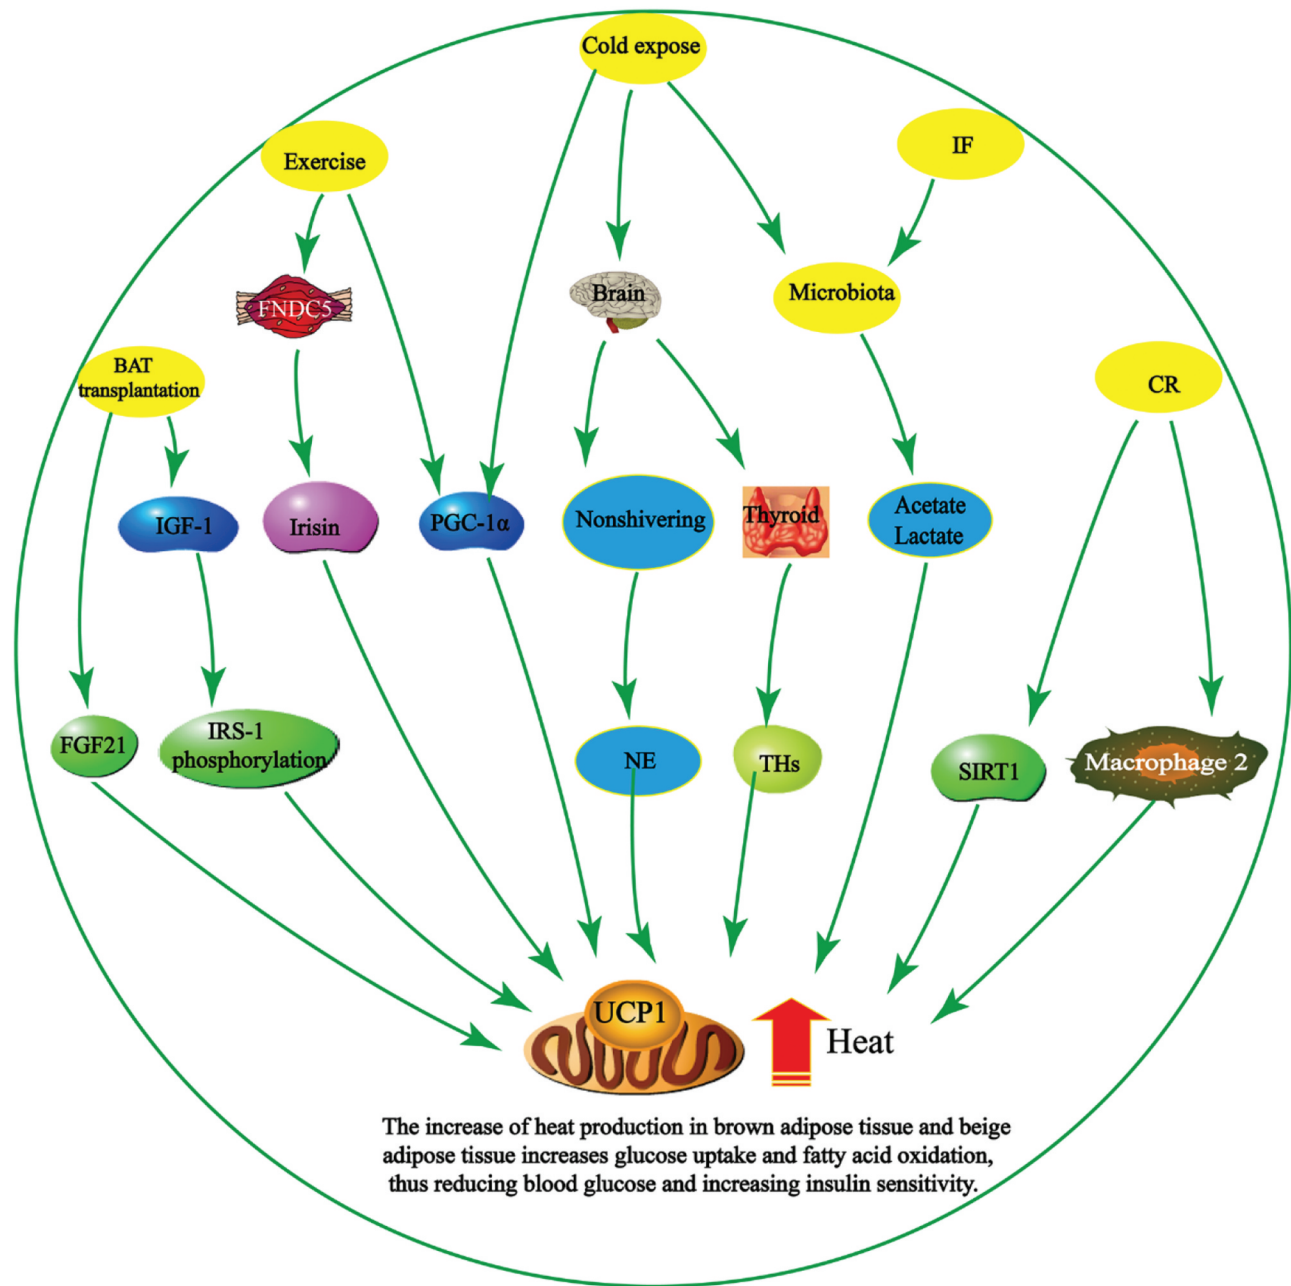 Cold expose
Exercise
IF
FNDC5
Brain
Microbiota
BAT
transplantation
CR
IGF-1
Irisin
PGC-1α
Nonshivering
Thyroid
Acetate
Lactate
FGF21
IRS-1
phosphorylation
NE
THs
SIRT1
Macrophage 2
UCP1
Heat
The increase of heat production in brown adipose tissue and beige
adipose tissue increases glucose uptake and fatty acid oxidation,
thus reducing blood glucose and increasing insulin sensitivity.